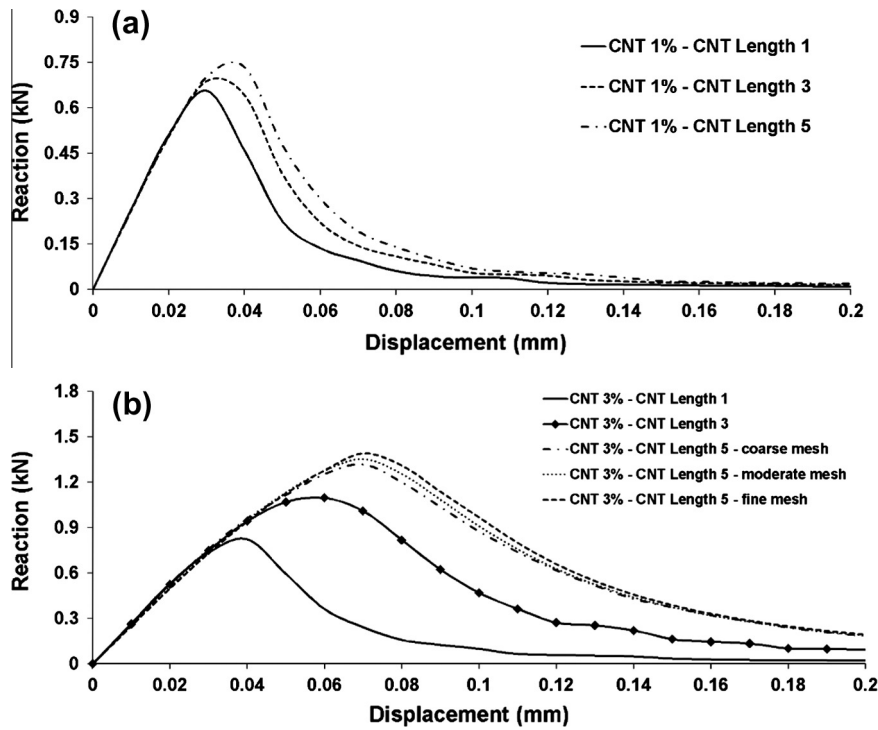 (a)
0.9
0.75
0.6
0.45
0.3
0.15
0
Reaction (kN)
CNT 1% - CNT Length 1
CNT 1% - CNT Length 3
CNT 1% - CNT Length 5
0 0.02 0.04 0.06 0.08 0.1 0.12 0.14 0.16 0.18 0.2
Displacement (mm)
(b)
1.8
1.5
1.2
0.9
0.6
0.3
0
Reaction (kN)
CNT 3% - CNT Length 1
CNT 3% - CNT Length 3
CNT 3% - CNT Length 5 - coarse mesh
CNT 3% - CNT Length 5 - moderate mesh
CNT 3% - CNT Length 5 - fine mesh
0 0.02 0.04 0.06 0.08 0.1 0.12 0.14 0.16 0.18 0.2
Displacement (mm)